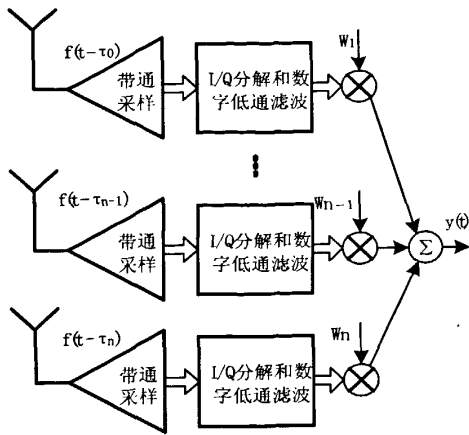 f(t-τ0)
带通
采样
I/Q分解和数
字低通滤波
W1
f(t-τn-1)
带通
采样
I/Q分解和数
字低通滤波
Wn-1
Σ
y(t)
f(t-τn)
带通
采样
I/Q分解和数
字低通滤波
Wn